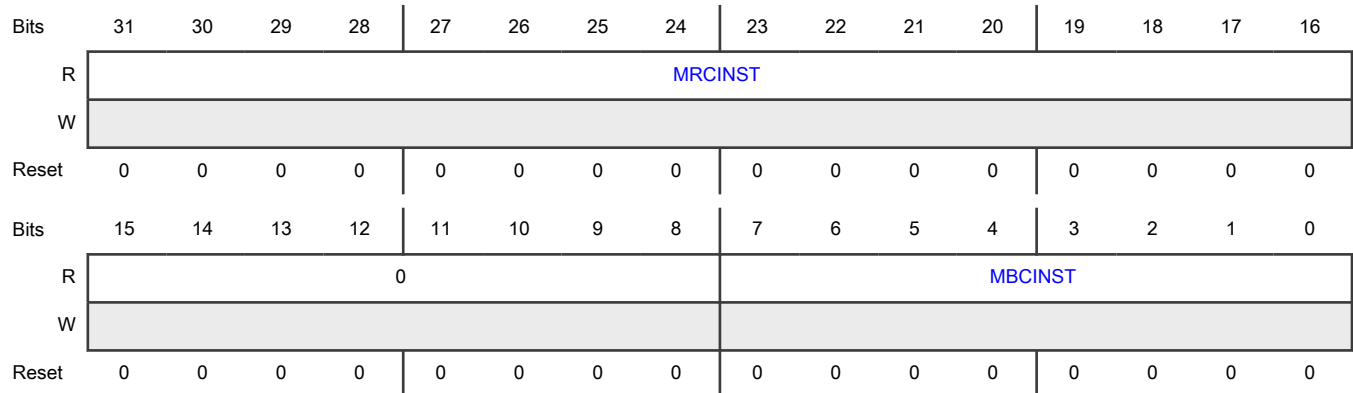 Bits 31 30 29 28 27 26 25 24 23 22 21 20 19 18 17 16
R MRCINST
W
Reset 0 0 0 0 0 0 0 0 0 0 0 0 0 0 0 0
Bits 15 14 13 12 11 10 9 8 7 6 5 4 3 2 1 0
R 0 MBCINST
W
Reset 0 0 0 0 0 0 0 0 0 0 0 0 0 0 0 0